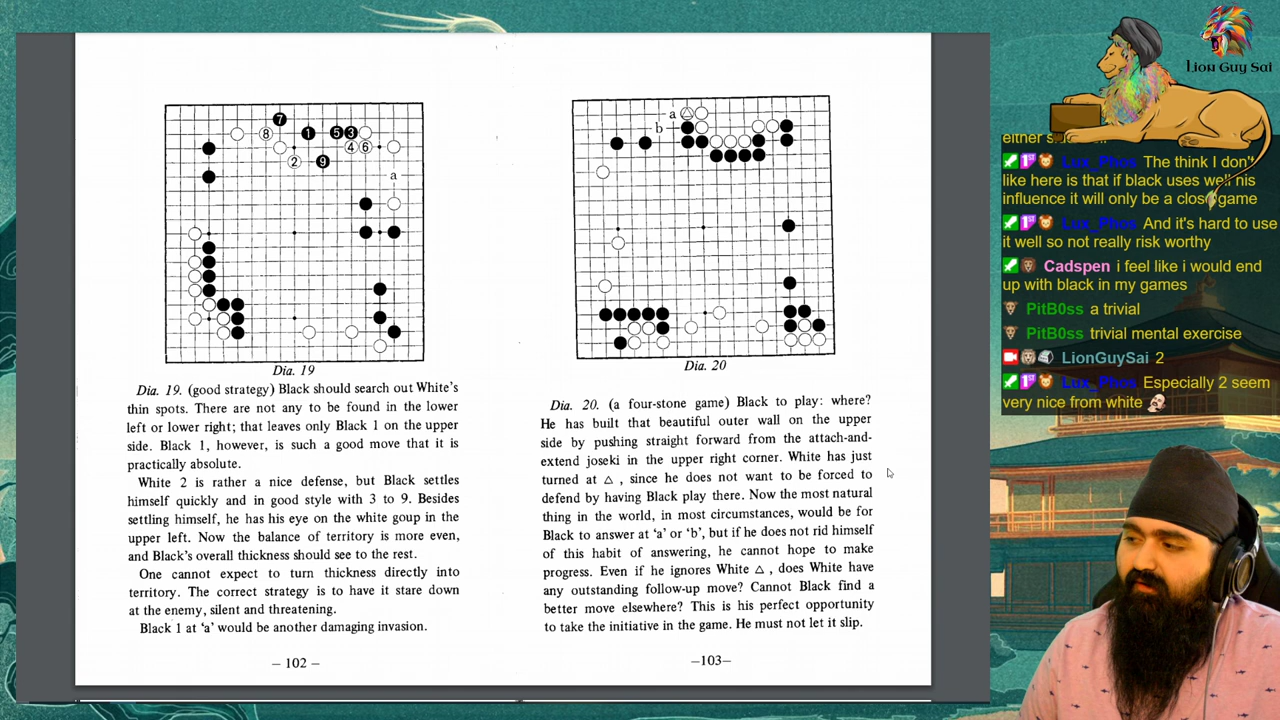 7
8
1
5
3
4
6
2
9
a
Dia. 19
Dia. 19. (good strategy) Black should search out White's
thin spots. There are not any to be found in the lower
left or lower right; that leaves only Black 1 on the upper
side. Black 1, however, is such a good move that it is
practically absolute.
White 2 is rather a nice defense, but Black settles
himself quickly and in good style with 3 to 9. Besides
settling himself, he has his eye on the white goup in the
upper left. Now the balance of territory is more even,
and Black's overall thickness should see to the rest.
One cannot expect to turn thickness directly into
territory. The correct strategy is to have it stare down
at the enemy, silent and threatening.
Black 1 at 'a' would be another damaging invasion.
– 102 –
a
b
Dia. 20
Dia. 20. (a four-stone game) Black to play: where?
He has built that beautiful outer wall on the upper
side by pushing straight forward from the attach-and-
extend joseki in the upper right corner. White has just
turned at △ , since he does not want to be forced to
defend by having Black play there. Now the most natural
thing in the world, in most circumstances, would be for
Black to answer at 'a' or 'b', but if he does not rid himself
of this habit of answering, he cannot hope to make
progress. Even if he ignores White △ , does White have
any outstanding follow-up move? Cannot Black find a
better move elsewhere? This is his perfect opportunity
to take the initiative in the game. He must not let it slip.
–103–
Lion Guy Sai
either
Lux_Phos The think I don't
like here is that if black uses well his
influence it will only be a close game
Lux_Phos And it's hard to use
it well so not really risk worthy
Cadspen i feel like i would end
up with black in my games
PitB0ss a trivial
PitB0ss trivial mental exercise
LionGuySai 2
Lux_Phos Especially 2 seem
very nice from white